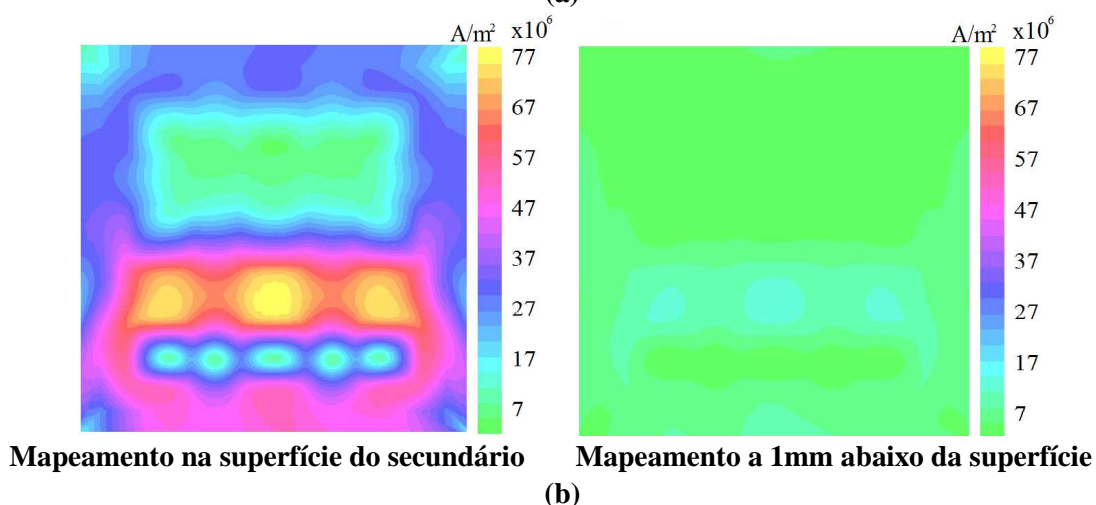 (a)
A/m² x10⁶
77
67
57
47
37
27
17
7
A/m² x10⁶
77
67
57
47
37
27
17
7
Mapeamento na superfície do secundário
Mapeamento a 1mm abaixo da superfície
(b)